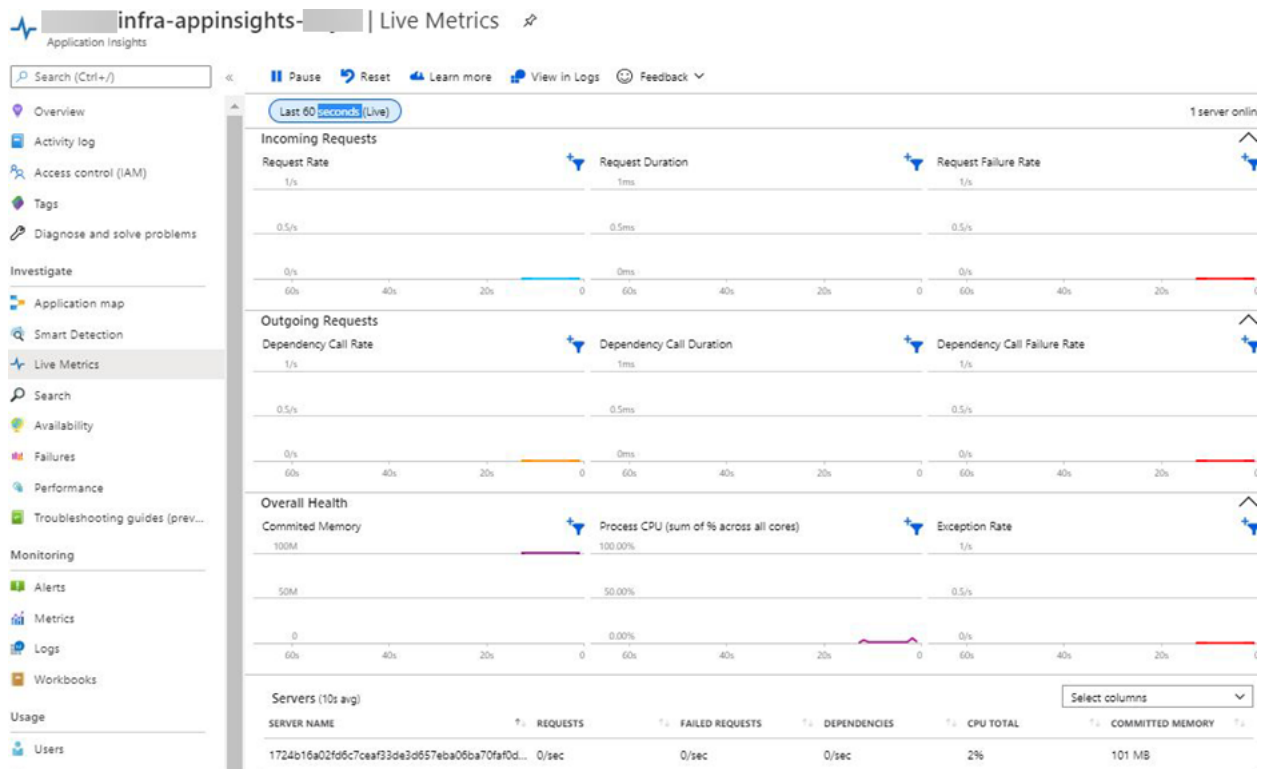 infra-appinsights- | Live Metrics
Application Insights
Search (Ctrl+/)
«
Overview
Activity log
Access control (IAM)
Tags
Diagnose and solve problems
Investigate
Application map
Smart Detection
Live Metrics
Search
Availability
Failures
Performance
Troubleshooting guides (prev...
Monitoring
Alerts
Metrics
Logs
Workbooks
Usage
Users
Pause Reset Learn more View in Logs Feedback
Last 60 seconds (Live) 1 server onlin
Incoming Requests
Request Rate Request Duration Request Failure Rate
1/s 1ms 1/s
0.5/s 0.5ms 0.5/s
0/s 0ms 0/s
60s 40s 20s 0 60s 40s 20s 0 60s 40s 20s
Outgoing Requests
Dependency Call Rate Dependency Call Duration Dependency Call Failure Rate
1/s 1ms 1/s
0.5/s 0.5ms 0.5/s
0/s 0ms 0/s
60s 40s 20s 0 60s 40s 20s 0 60s 40s 20s
Overall Health
Commited Memory Process CPU (sum of % across all cores) Exception Rate
100M 100.00% 1/s
50M 50.00% 0.5/s
0 0.00% 0/s
60s 40s 20s 0 60s 40s 20s 0 60s 40s 20s
Servers (10s avg) Select columns
SERVER NAME REQUESTS FAILED REQUESTS DEPENDENCIES CPU TOTAL COMMITTED MEMORY
1724b16a02fd6c7ceaf33de3d657eba06ba70faf0d... 0/sec 0/sec 0/sec 2% 101 MB